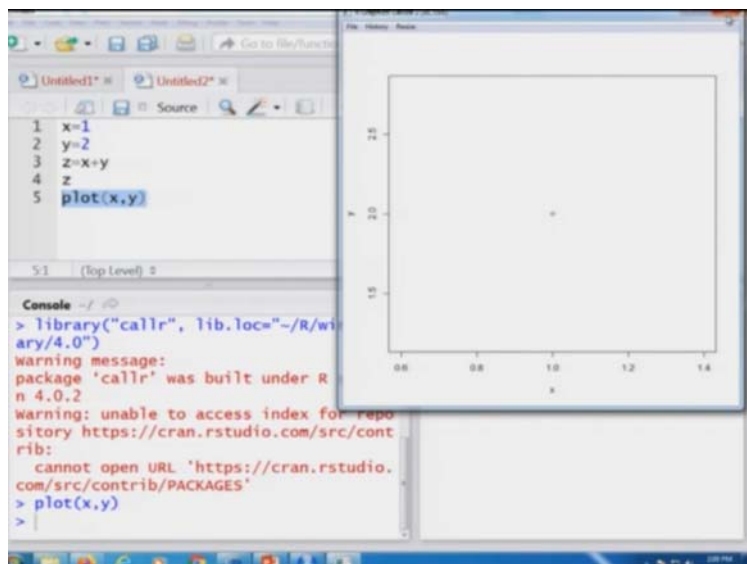 Go to file/functio
Untitled1*
Untitled2*
Source
1 x=1
2 y=2
3 z=x+y
4 z
5 plot(x,y)
5:1 (Top Level)
Console ~/
> library("callr", lib.loc="~/R/wi
ary/4.0")
Warning message:
package 'callr' was built under R
n 4.0.2
Warning: unable to access index for repo
sitory https://cran.rstudio.com/src/cont
rib:
cannot open URL 'https://cran.rstudio.
com/src/contrib/PACKAGES'
> plot(x,y)
>
File History Resize
2.5
2.0
1.5
y
0.6 0.8 1.0 1.2 1.4
x